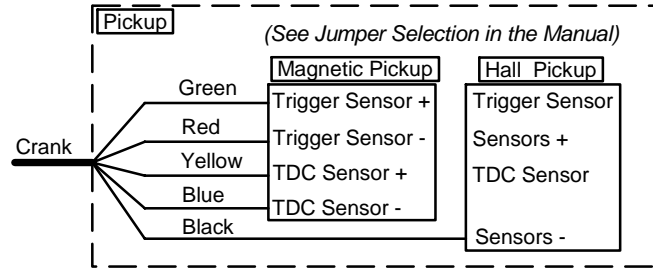 Pickup
(See Jumper Selection in the Manual)
Magnetic Pickup
Hall Pickup
Crank
Green
Trigger Sensor +
Trigger Sensor
Red
Trigger Sensor -
Sensors +
Yellow
TDC Sensor +
TDC Sensor
Blue
TDC Sensor -
Black
Sensors -